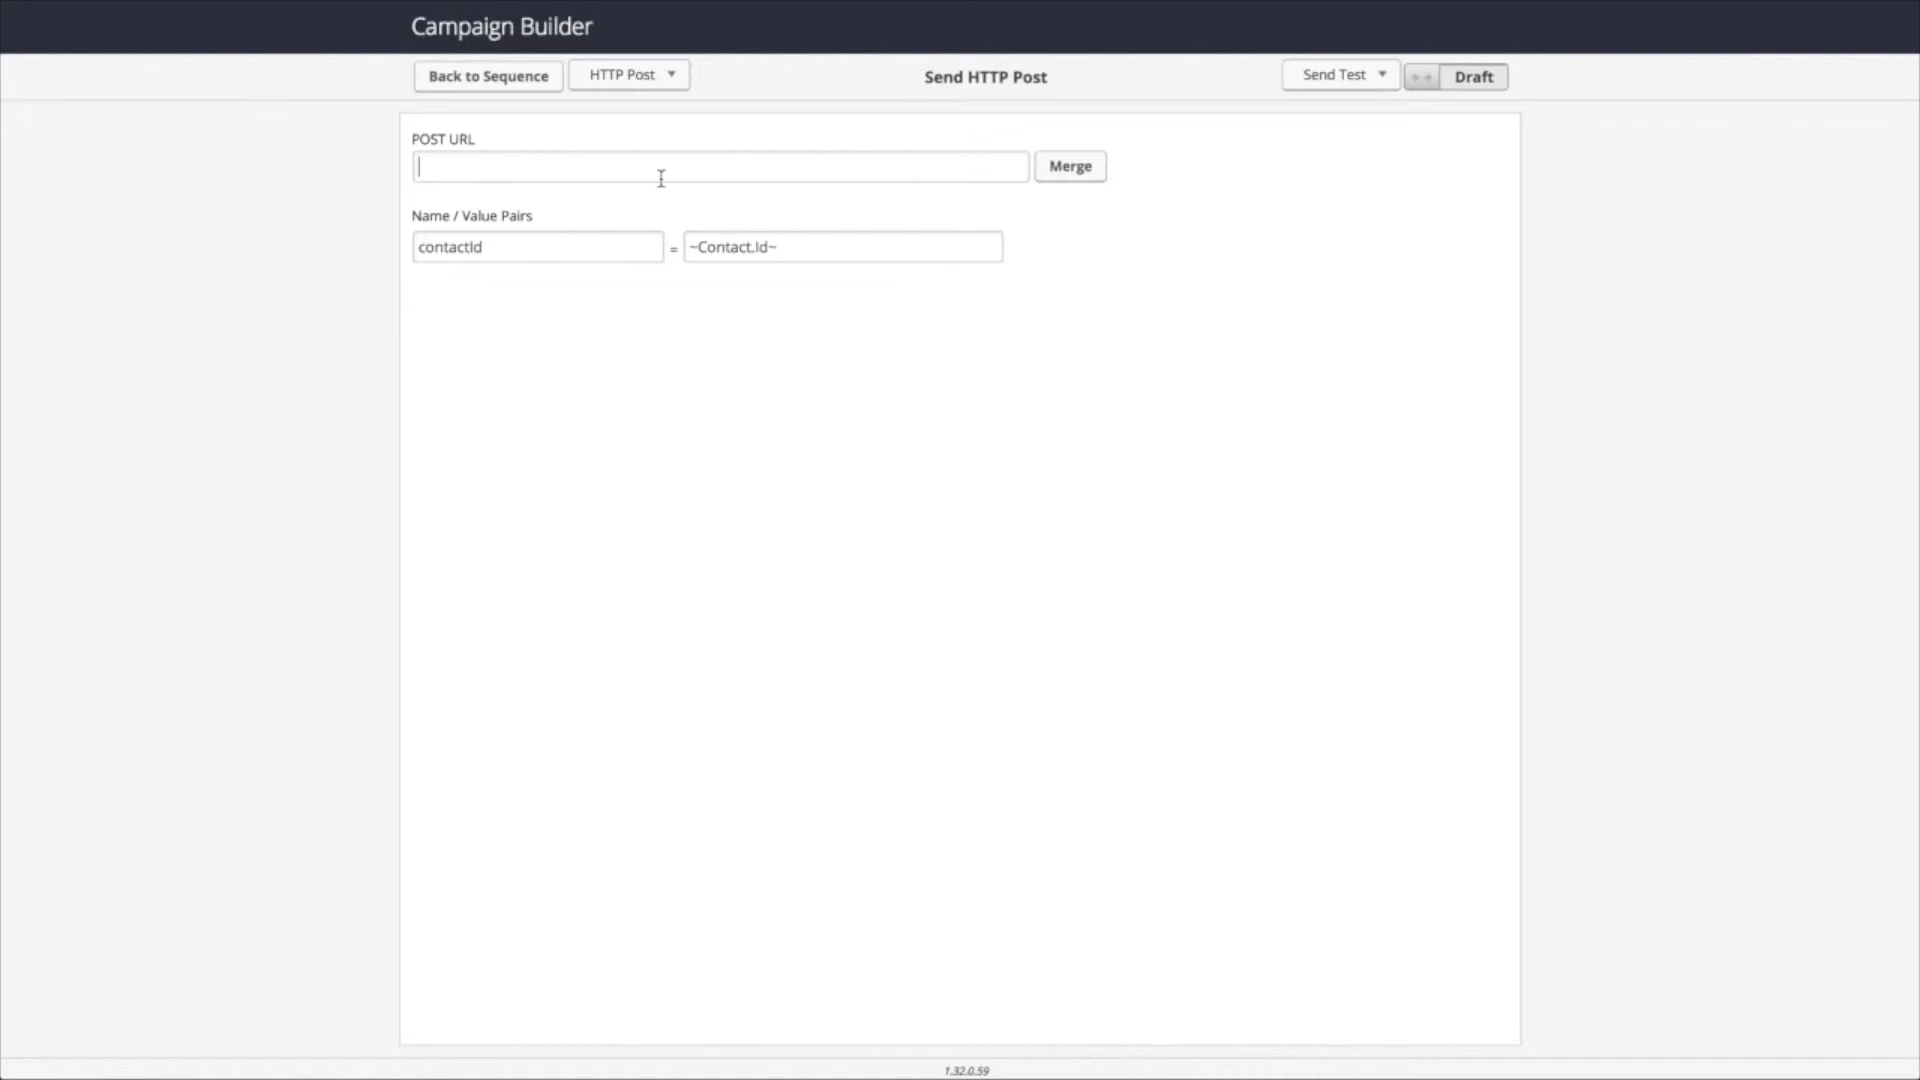 Campaign Builder
Back to Sequence
HTTP Post
Send HTTP Post
Send Test
Draft
POST URL
Merge
Name / Value Pairs
contactId = ~Contact.Id~
1.32.0.59